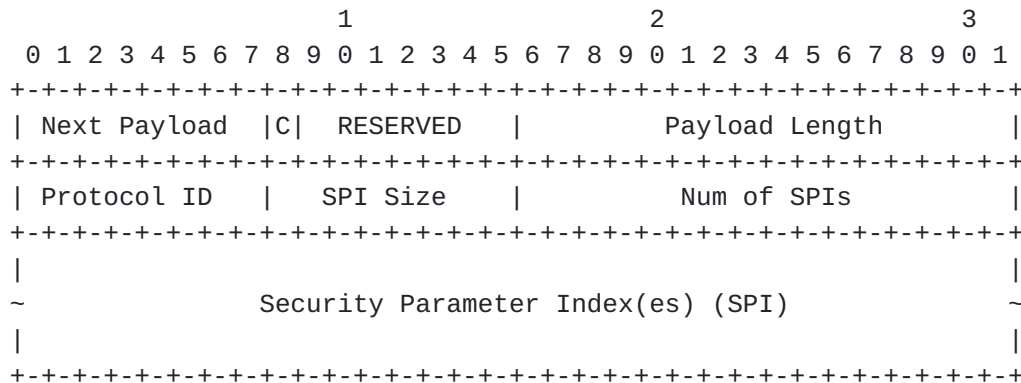 1                   2                   3
 0 1 2 3 4 5 6 7 8 9 0 1 2 3 4 5 6 7 8 9 0 1 2 3 4 5 6 7 8 9 0 1
+-+-+-+-+-+-+-+-+-+-+-+-+-+-+-+-+-+-+-+-+-+-+-+-+-+-+-+-+-+-+-+-+
| Next Payload  |C|  RESERVED   |         Payload Length        |
+-+-+-+-+-+-+-+-+-+-+-+-+-+-+-+-+-+-+-+-+-+-+-+-+-+-+-+-+-+-+-+-+
| Protocol ID   |   SPI Size    |          Num of SPIs          |
+-+-+-+-+-+-+-+-+-+-+-+-+-+-+-+-+-+-+-+-+-+-+-+-+-+-+-+-+-+-+-+-+
|                                                               |
~               Security Parameter Index(es) (SPI)              ~
|                                                               |
+-+-+-+-+-+-+-+-+-+-+-+-+-+-+-+-+-+-+-+-+-+-+-+-+-+-+-+-+-+-+-+-+